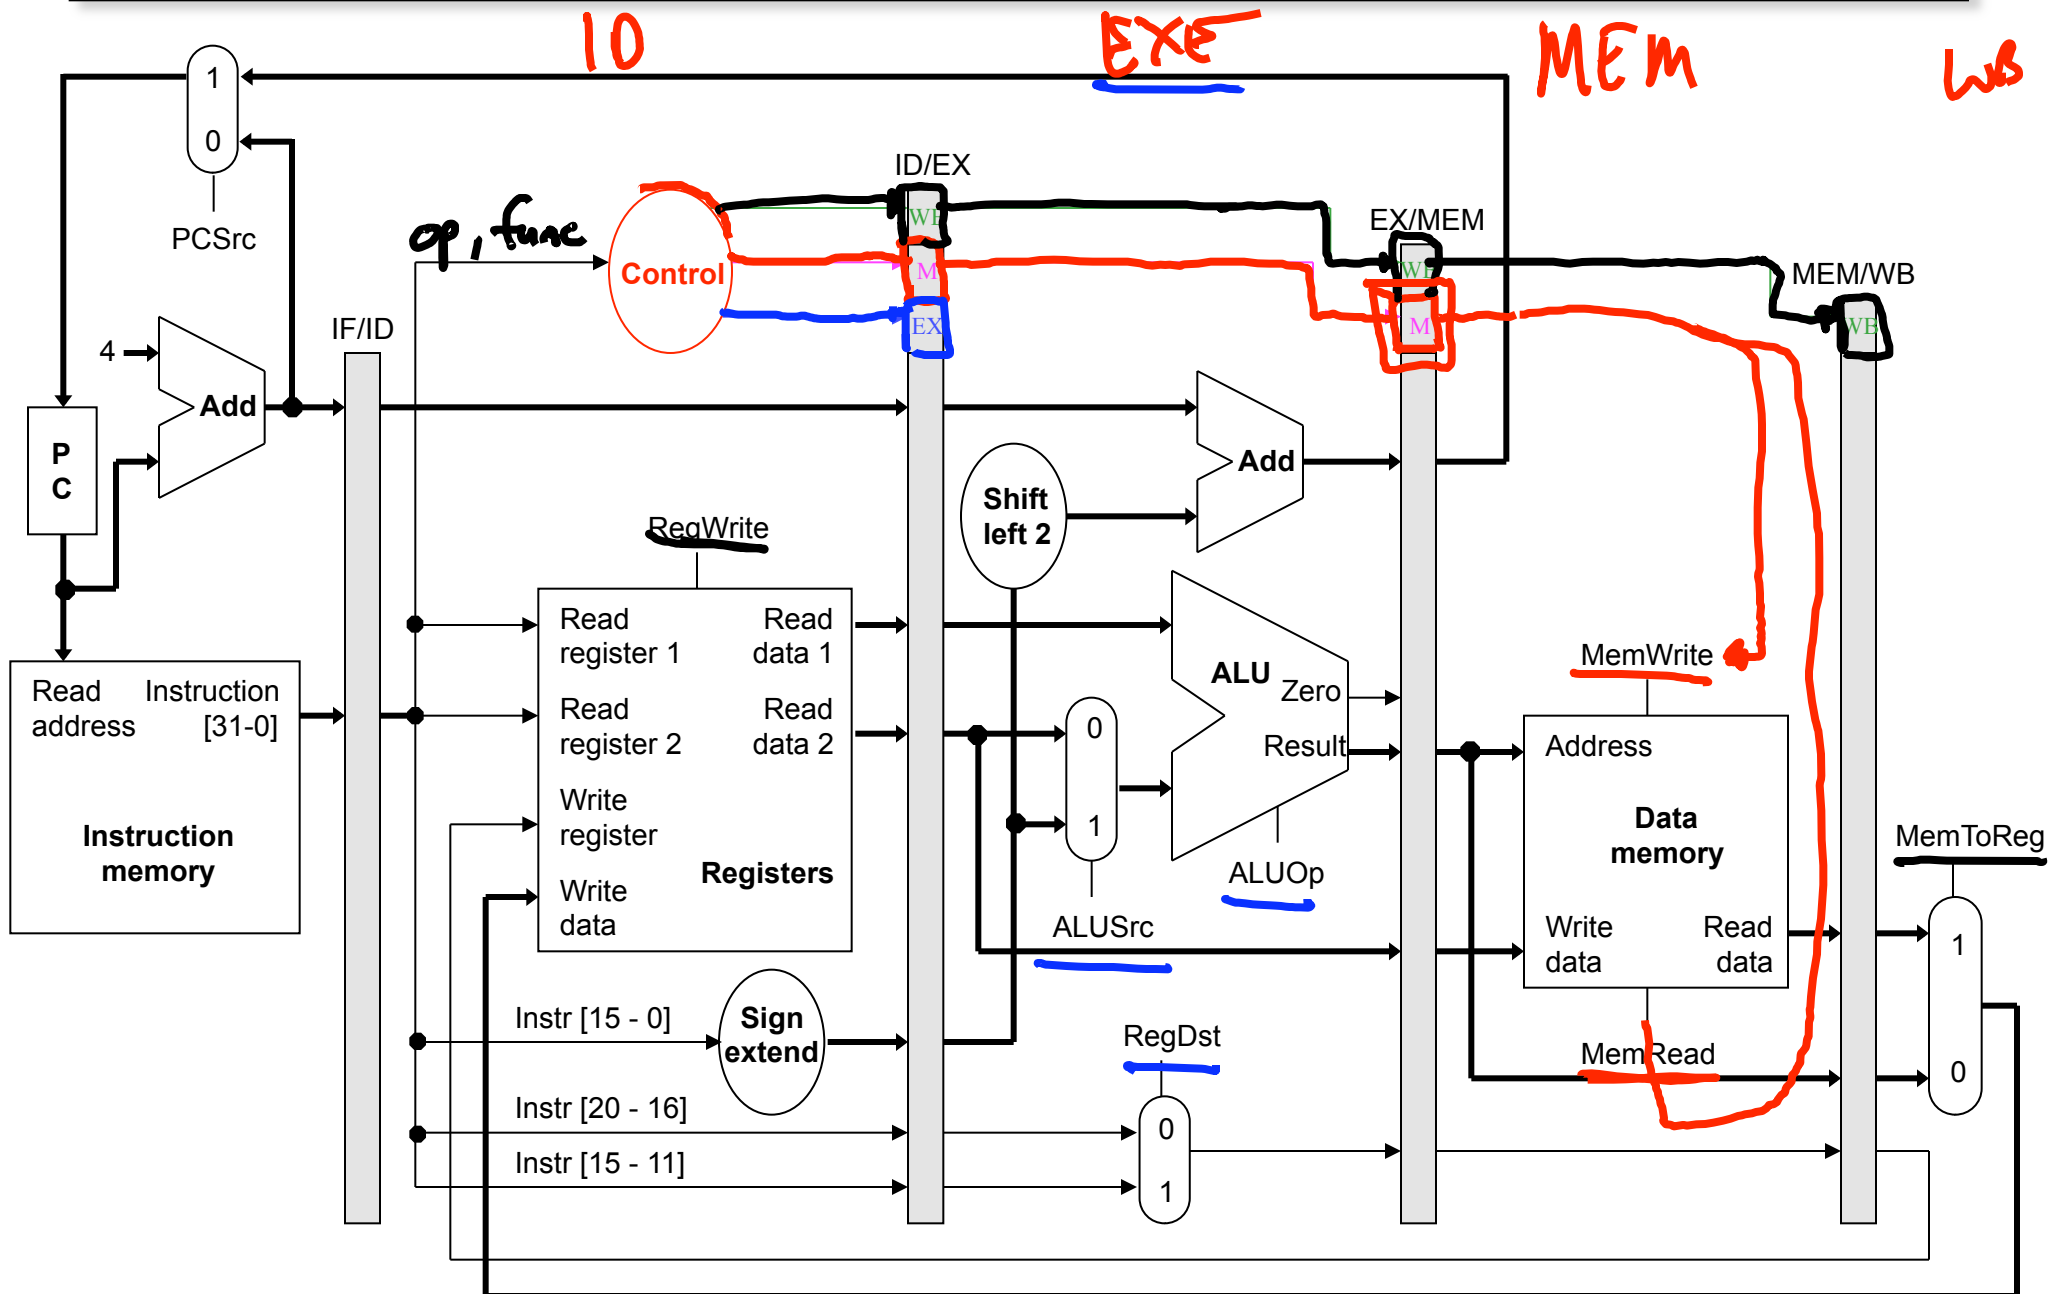 ID EXE MEM WB
1
0
PCSrc
ID/EX
op, func
Control
WB
M
EX
EX/MEM
WB
M
MEM/WB
WB
IF/ID
4
Add
P
C
Shift
left 2
Add
RegWrite
Read
register 1
Read
data 1
Read
register 2
Read
data 2
Write
register
Write
data
Registers
Read
address
Instruction
[31-0]
Instruction
memory
0
1
ALUSrc
ALU
Zero
Result
ALUOp
MemWrite
Address
Data
memory
Write
data
Read
data
MemRead
MemToReg
1
0
Instr [15 - 0]
Sign
extend
RegDst
Instr [20 - 16]
0
Instr [15 - 11]
1